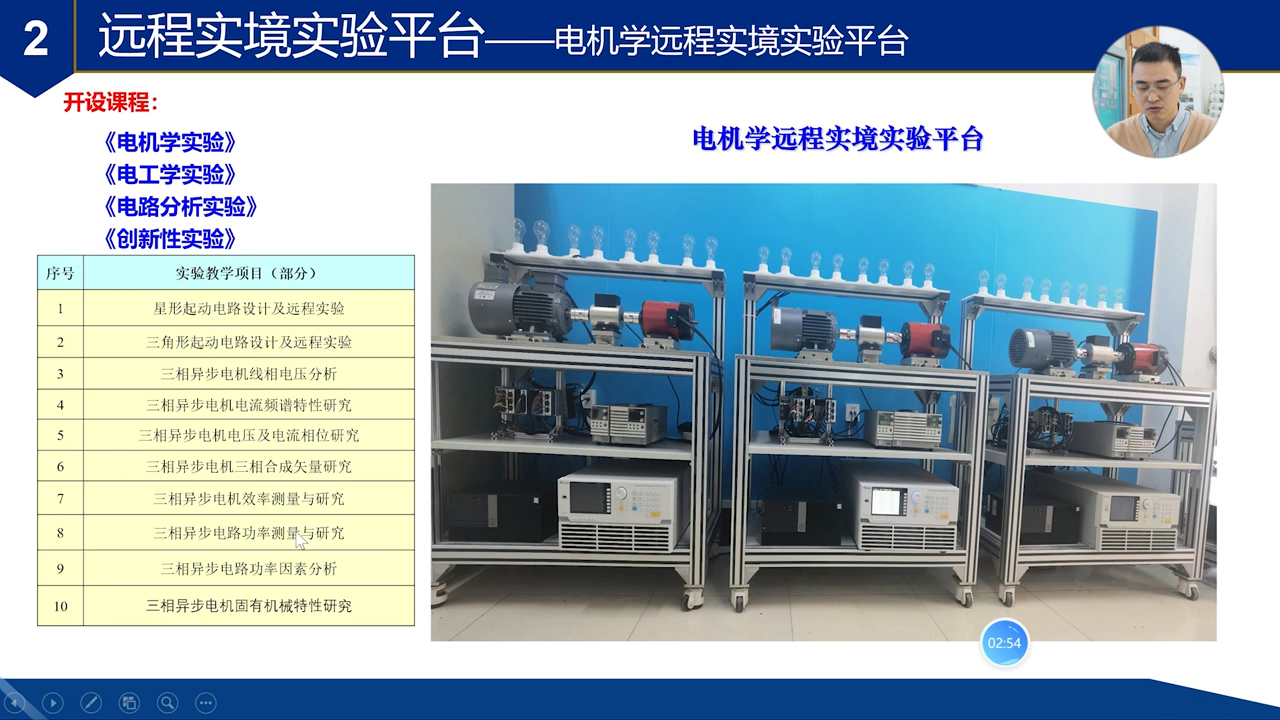 2
远程实境实验平台——电机学远程实境实验平台
开设课程：
《电机学实验》
《电工学实验》
《电路分析实验》
《创新性实验》
电机学远程实境实验平台
序号 实验教学项目（部分）
1 星形起动电路设计及远程实验
2 三角形起动电路设计及远程实验
3 三相异步电机线相电压分析
4 三相异步电机电流频谱特性研究
5 三相异步电机电压及电流相位研究
6 三相异步电机三相合成矢量研究
7 三相异步电机效率测量与研究
8 三相异步电路功率测量与研究
9 三相异步电路功率因素分析
10 三相异步电机固有机械特性研究
02:54